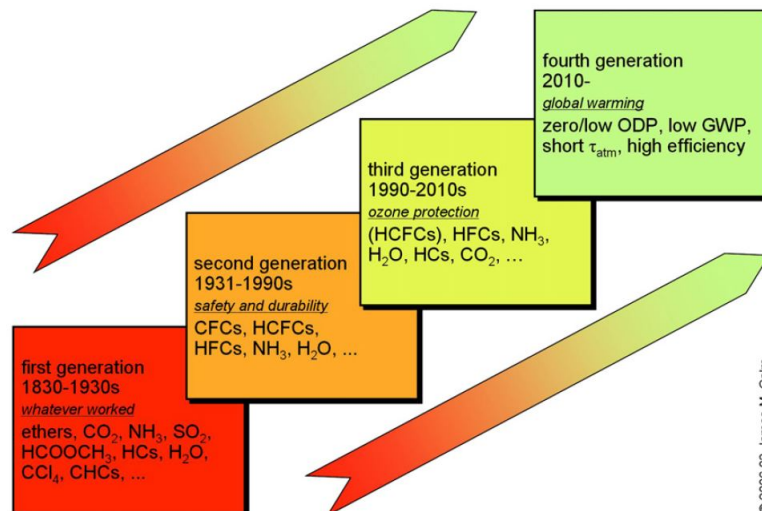 first generation
1830-1930s
whatever worked
ethers, CO₂, NH₃, SO₂,
HCOOCH₃, HCs, H₂O,
CCl₄, CHCs, ...
second generation
1931-1990s
safety and durability
CFCs, HCFCs,
HFCs, NH₃, H₂O, ...
third generation
1990-2010s
ozone protection
(HCFCs), HFCs, NH₃,
H₂O, HCs, CO₂, …
fourth generation
2010-
global warming
zero/low ODP, low GWP,
short τatm, high efficiency